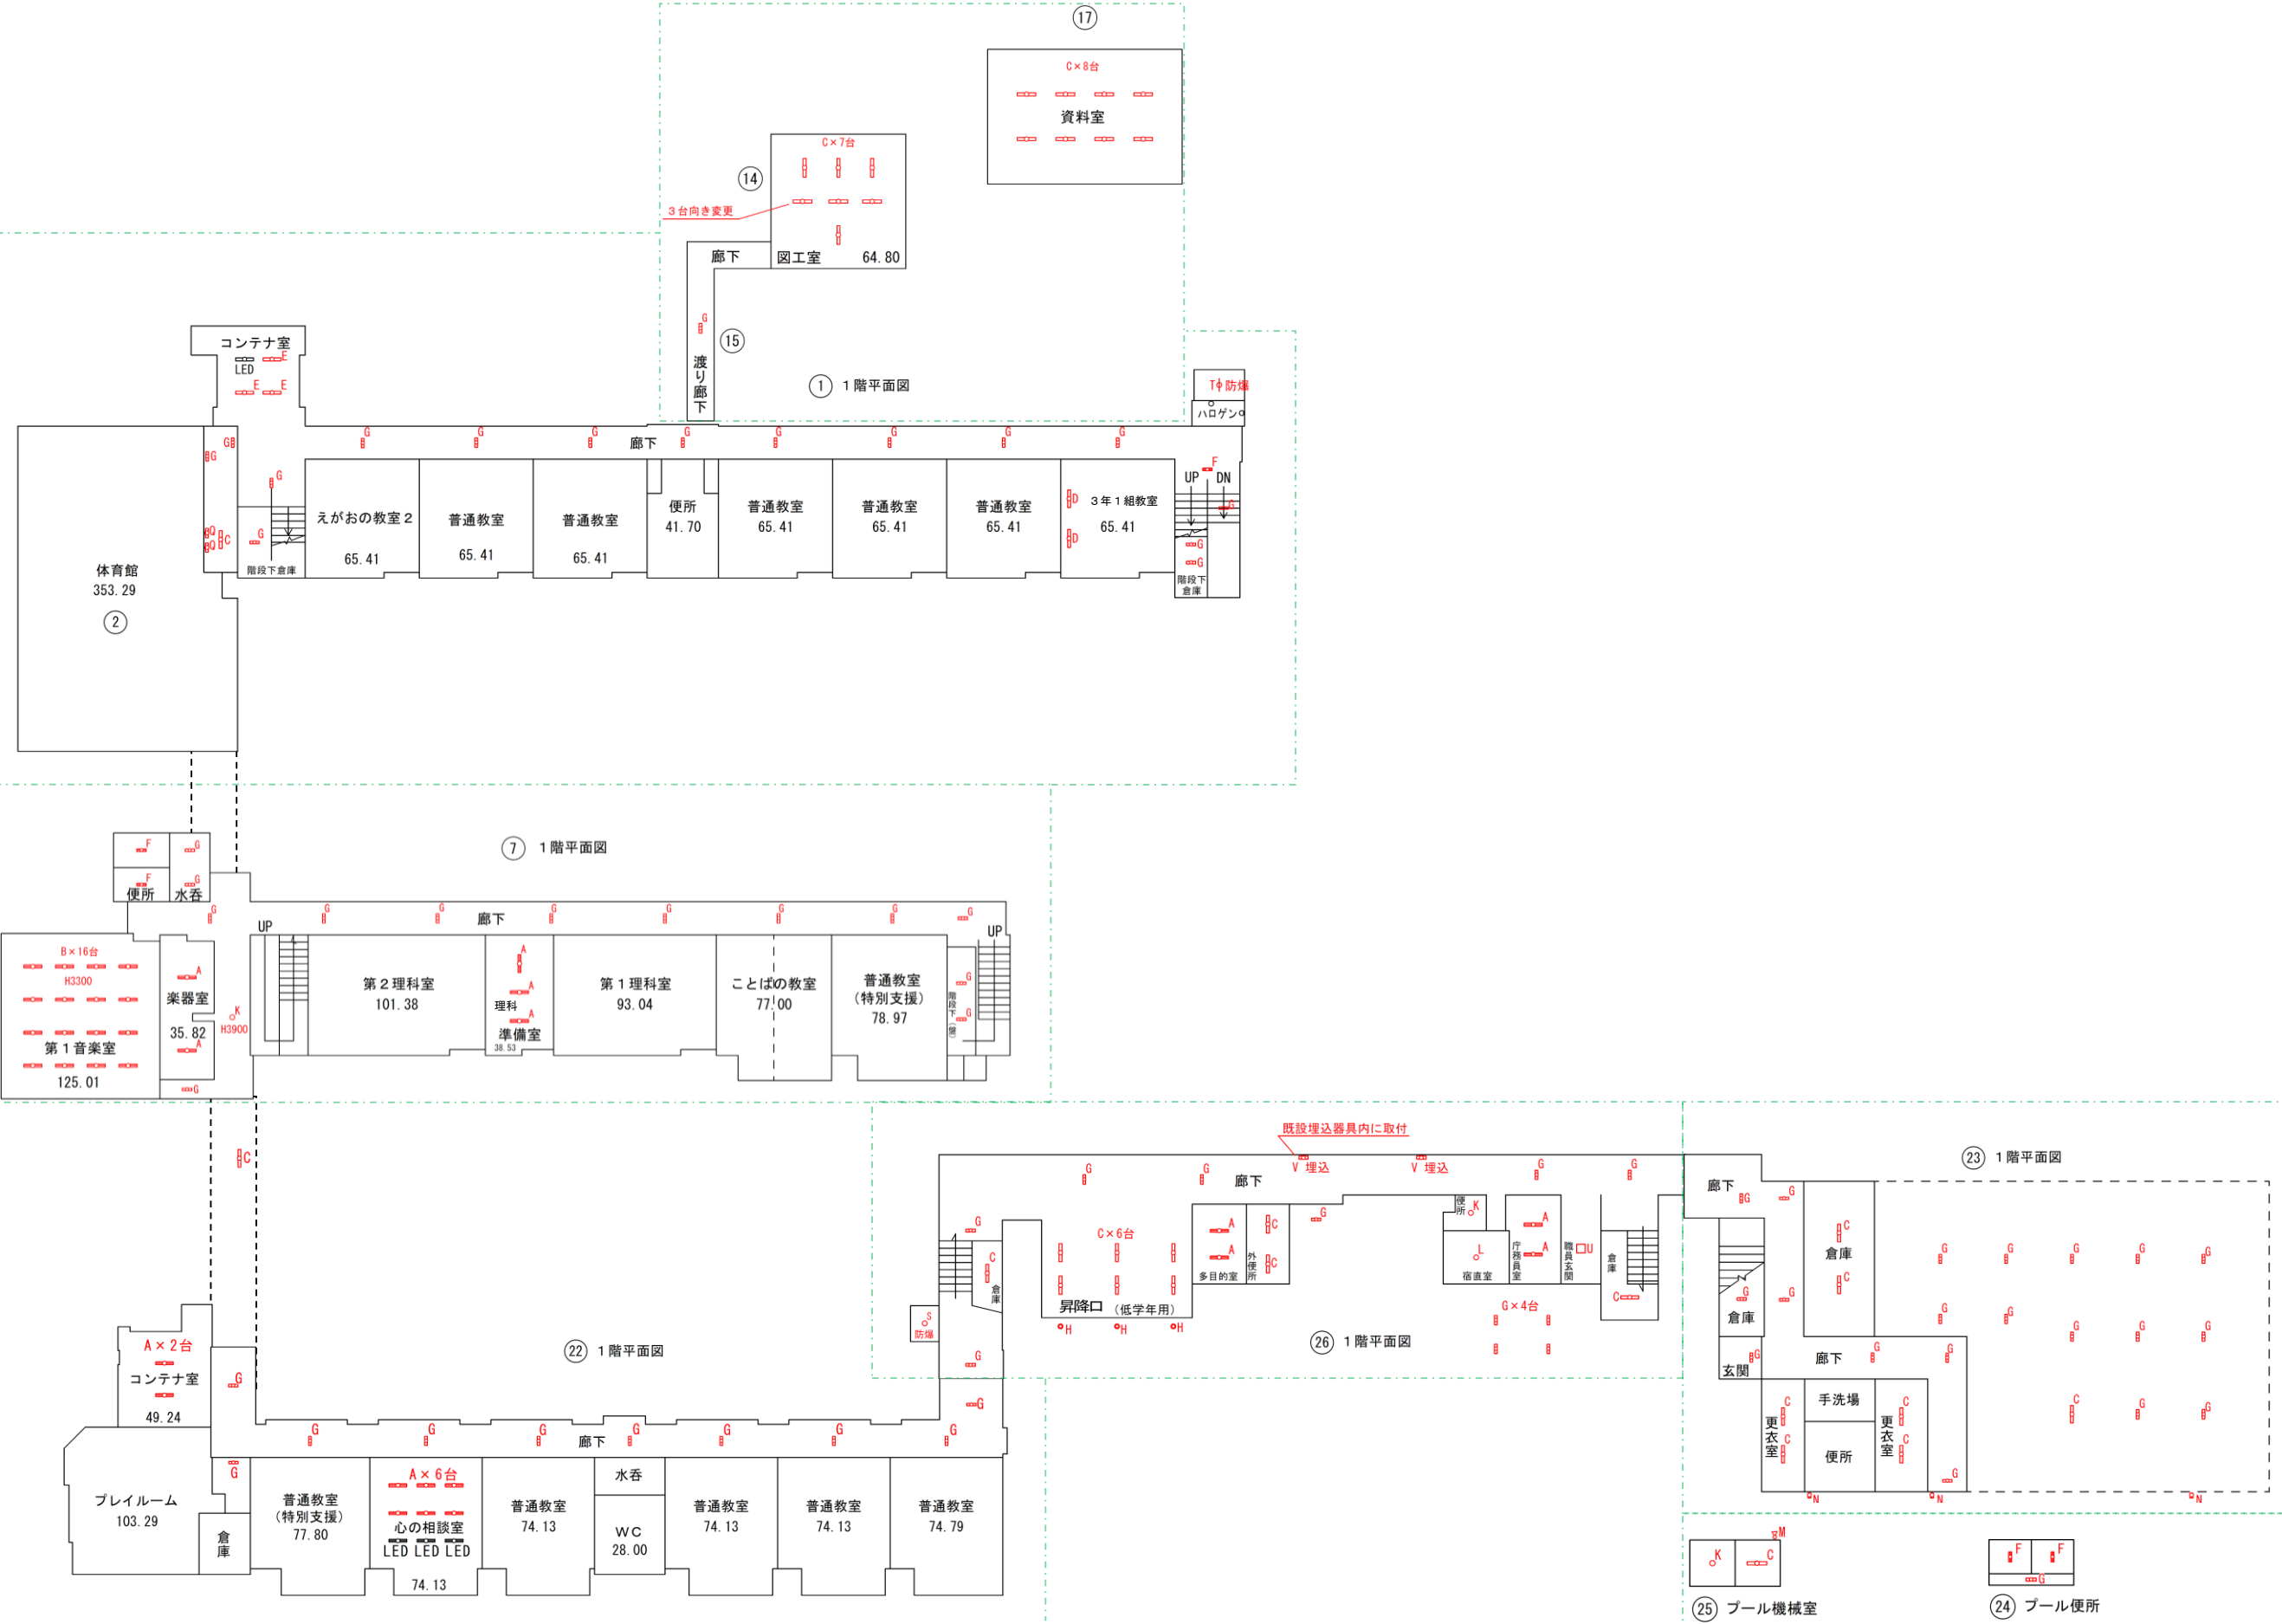 ⑰
C×8台
資料室
C×7台
⑭
３台向き変更
廊下
図工室 64.80
G
⑮
渡り廊下
① １階平面図
コンテナ室
E
LED
E E
T 防爆
ハロゲン
G G G G G G G G G
廊下
G
G
F
UP DN
G
えがおの教室２
65.41
普通教室
65.41
普通教室
65.41
便所
41.70
普通教室
65.41
普通教室
65.41
普通教室
65.41
３年１組教室
65.41
D
D
Q
Q
C
G
階段下倉庫
G
G
階段下
倉庫
体育館
353.29
②
⑦ １階平面図
F G
F G
便所 水呑
G G G G G G G G
廊下
UP UP
B×16台
H3300
第１音楽室
125.01
A
楽器室
35.82
A
K
H3900
G
第２理科室
101.38
A
A
理科
A
準備室
38.53
第１理科室
93.04
ことばの教室
77.00
普通教室
（特別支援）
78.97
G
G
C
既設埋込器具内に取付
V 埋込 V 埋込
G G G G
廊下
G
C
倉庫
S
防爆
G
C×6台
昇降口 （低学年用）
H H H
A
A
多目的室
外便所
C
C
G
便所
K
L
宿直室
庁務員室
A
A
職員玄関
U
倉庫
C
G×4台
㉖ １階平面図
㉓ １階平面図
廊下
G G
C
倉庫
C
G
G
倉庫
G
玄関
廊下
G G
更衣室
C
C
手洗場
便所
更衣室
C
C
G
G G G G G
G G G G G
C G G
N N N
㉒ １階平面図
A×２台
コンテナ室
49.24
G
G
G G G G G G G
廊下
G
プレイルーム
103.29
倉庫
普通教室
（特別支援）
77.80
A×６台
心の相談室
LED LED LED
74.13
普通教室
74.13
水呑
ＷＣ
28.00
普通教室
74.13
普通教室
74.13
普通教室
74.79
M
K C
㉕ プール機械室
F F
G
㉔ プール便所